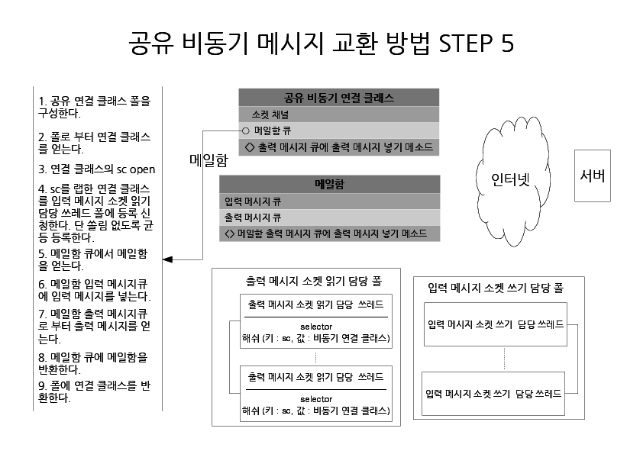 공유 비동기 메시지 교환 방법 STEP 5
1. 공유 연결 클래스 폴을
구성한다.
2. 폴로 부터 연결 클래스
를 얻는다.
3. 연결 클래스의 sc open
4. sc를 랩한 연결 클래스
를 입력 메시지 소켓 읽기
담당 쓰레드 폴에 등록 신
청한다. 단 쏠림 없도록 균
등 등록한다.
5. 메일함 큐에서 메일함
을 얻는다.
6. 메일함 입력 메시지큐
에 입력 메시지를 넣는다.
7. 메일함 출력 메시지큐
로 부터 출력 메시지를 얻
는다.
8. 메일함 큐에 메일함을
반환한다.
9. 폴에 연결 클래스를 반
환한다.
메일함
공유 비동기 연결 클래스
소켓 채널
메일함 큐
◇ 출력 메시지 큐에 출력 메시지 넣기 메소드
메일함
입력 메시지 큐
출력 메시지 큐
◇ 메일함 출력 메시지 큐에 출력 메시지 넣기 메소드
인터넷
서버
출력 메시지 소켓 읽기 담당 폴
출력 메시지 소켓 읽기 담당 쓰레드
selector
해쉬 (키 : sc, 값 : 비동기 연결 클래스)
출력 메시지 소켓 읽기 담당 쓰레드
selector
해쉬 (키 : sc, 값 : 비동기 연결 클래스)
입력 메시지 소켓 쓰기 담당 폴
입력 메시지 소켓 쓰기 담당 쓰레드
입력 메시지 소켓 쓰기 담당 쓰레드